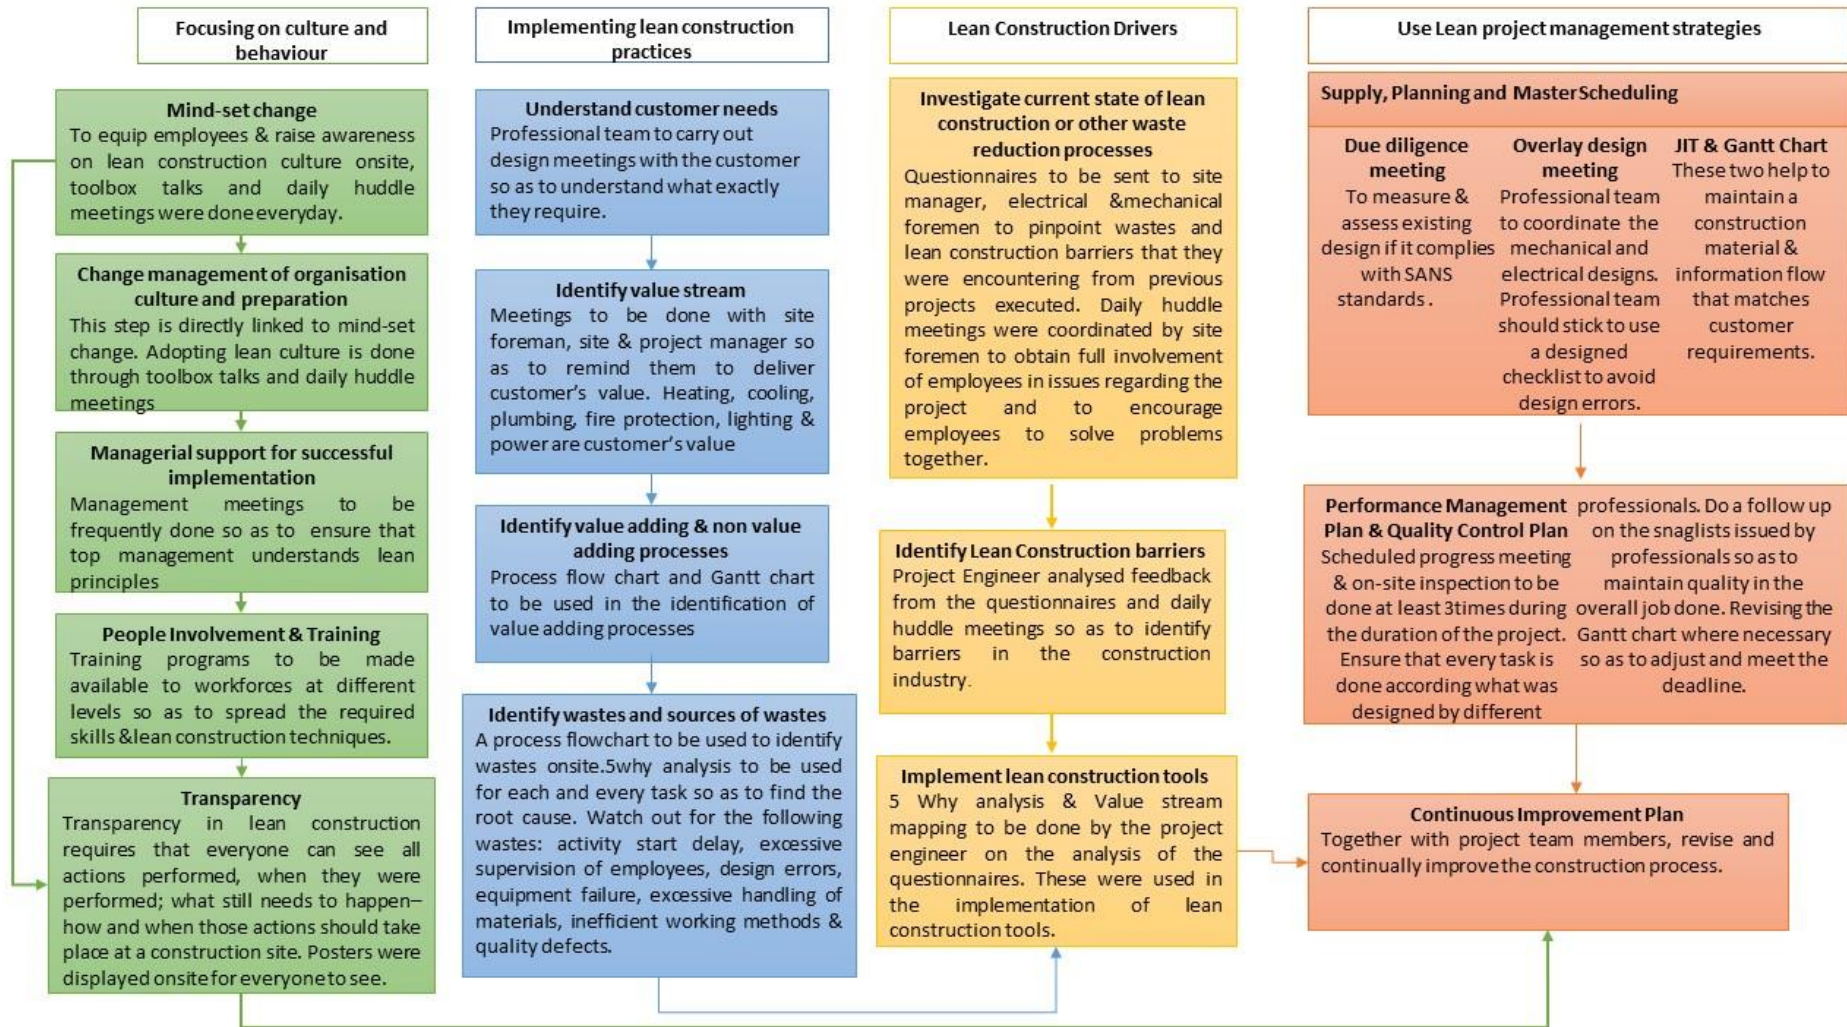 Focusing on culture and
behaviour
Mind-set change
To equip employees & raise awareness
on lean construction culture onsite,
toolbox talks and daily huddle
meetings were done everyday.
Change management of organisation
culture and preparation
This step is directly linked to mind-set
change. Adopting lean culture is done
through toolbox talks and daily huddle
meetings
Managerial support for successful
implementation
Management meetings to be
frequently done so as to ensure that
top management understands lean
principles
People Involvement & Training
Training programs to be made
available to workforces at different
levels so as to spread the required
skills &lean construction techniques.
Transparency
Transparency in lean construction
requires that everyone can see all
actions performed, when they were
performed; what still needs to happen–
how and when those actions should take
place at a construction site. Posters were
displayed onsite for everyone to see.
Implementing lean construction
practices
Understand customer needs
Professional team to carry out
design meetings with the customer
so as to understand what exactly
they require.
Identify value stream
Meetings to be done with site
foreman, site & project manager so
as to remind them to deliver
customer's value. Heating, cooling,
plumbing, fire protection, lighting &
power are customer's value
Identify value adding & non value
adding processes
Process flow chart and Gantt chart
to be used in the identification of
value adding processes
Identify wastes and sources of wastes
A process flowchart to be used to identify
wastes onsite.5why analysis to be used
for each and every task so as to find the
root cause. Watch out for the following
wastes: activity start delay, excessive
supervision of employees, design errors,
equipment failure, excessive handling of
materials, inefficient working methods &
quality defects.
Lean Construction Drivers
Investigate current state of lean
construction or other waste
reduction processes
Questionnaires to be sent to site
manager, electrical &mechanical
foremen to pinpoint wastes and
lean construction barriers that they
were encountering from previous
projects executed. Daily huddle
meetings were coordinated by site
foremen to obtain full involvement
of employees in issues regarding the
project and to encourage
employees to solve problems
together.
Identify Lean Construction barriers
Project Engineer analysed feedback
from the questionnaires and daily
huddle meetings so as to identify
barriers in the construction
industry.
Implement lean construction tools
5 Why analysis & Value stream
mapping to be done by the project
engineer on the analysis of the
questionnaires. These were used in
the implementation of lean
construction tools.
Use Lean project management strategies
Supply, Planning and Master Scheduling
Due diligence
meeting
To measure &
assess existing
design if it complies
with SANS
standards .
Overlay design
meeting
Professional team
to coordinate the
mechanical and
electrical designs.
Professional team
should stick to use
a designed
checklist to avoid
design errors.
JIT & Gantt Chart
These two help to
maintain a
construction
material &
information flow
that matches
customer
requirements.
Performance Management
Plan & Quality Control Plan
Scheduled progress meeting
& on-site inspection to be
done at least 3times during
the duration of the project.
Ensure that every task is
done according what was
designed by different
professionals. Do a follow up
on the snaglists issued by
professionals so as to
maintain quality in the
overall job done. Revising the
Gantt chart where necessary
so as to adjust and meet the
deadline.
Continuous Improvement Plan
Together with project team members, revise and
continually improve the construction process.